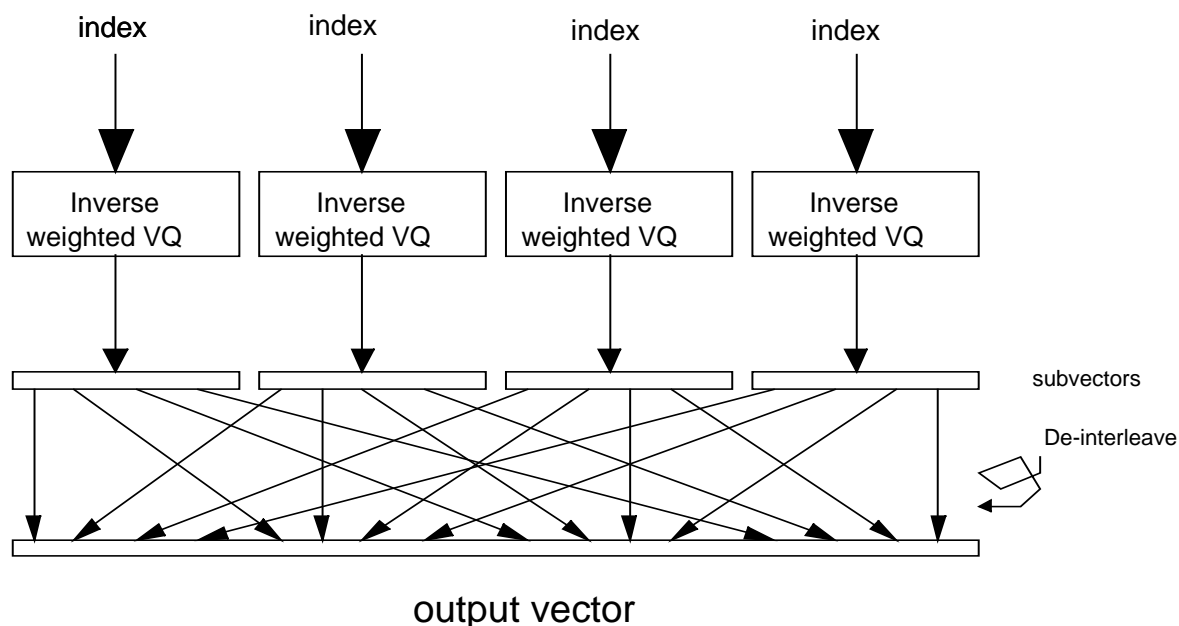 index index index index
Inverse weighted VQ
Inverse weighted VQ
Inverse weighted VQ
Inverse weighted VQ
subvectors
De-interleave
output vector